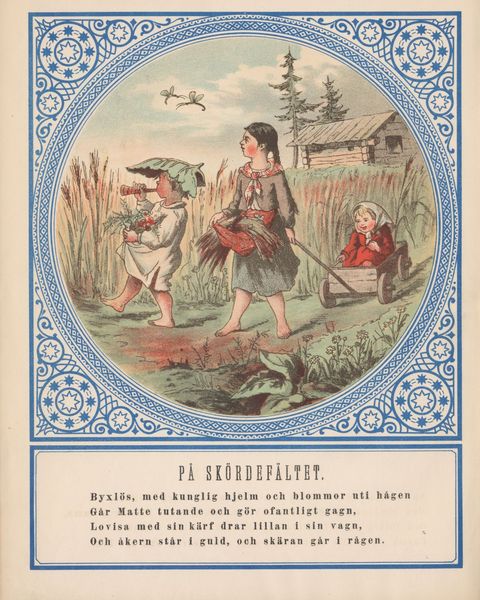 PÅ SKÖRDEFÄLTET.
Byxlös, med kunglig hjelm och blommor uti hågen
Går Matte tutande och gör ofantligt gagn,
Lovisa med sin kärf drar lillan i sin vagn,
Och åkern står i guld, och skäran går i rågen.